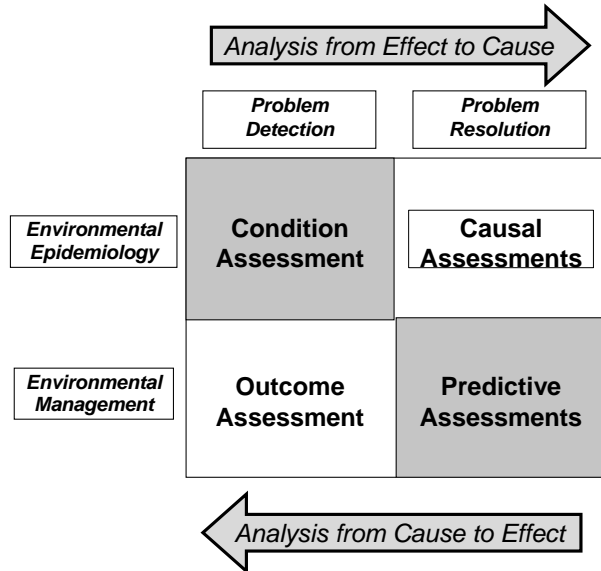 Analysis from Effect to Cause
Problem
Detection
Problem
Resolution
Environmental
Epidemiology
Condition
Assessment
Causal
Assessments
Environmental
Management
Outcome
Assessment
Predictive
Assessments
Analysis from Cause to Effect